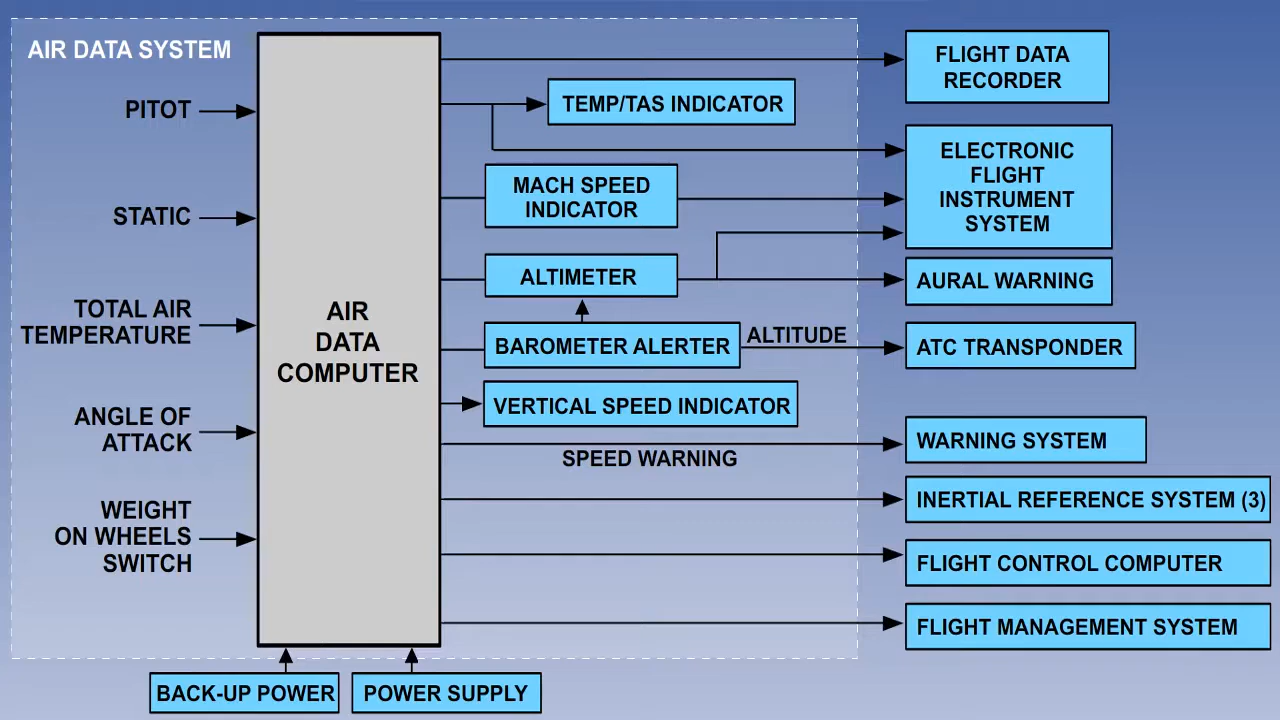 AIR DATA SYSTEM
PITOT
STATIC
TOTAL AIR
TEMPERATURE
ANGLE OF
ATTACK
WEIGHT
ON WHEELS
SWITCH
AIR
DATA
COMPUTER
BACK-UP POWER
POWER SUPPLY
TEMP/TAS INDICATOR
MACH SPEED
INDICATOR
ALTIMETER
BAROMETER ALERTER
ALTITUDE
VERTICAL SPEED INDICATOR
SPEED WARNING
FLIGHT DATA
RECORDER
ELECTRONIC
FLIGHT
INSTRUMENT
SYSTEM
AURAL WARNING
ATC TRANSPONDER
WARNING SYSTEM
INERTIAL REFERENCE SYSTEM (3)
FLIGHT CONTROL COMPUTER
FLIGHT MANAGEMENT SYSTEM